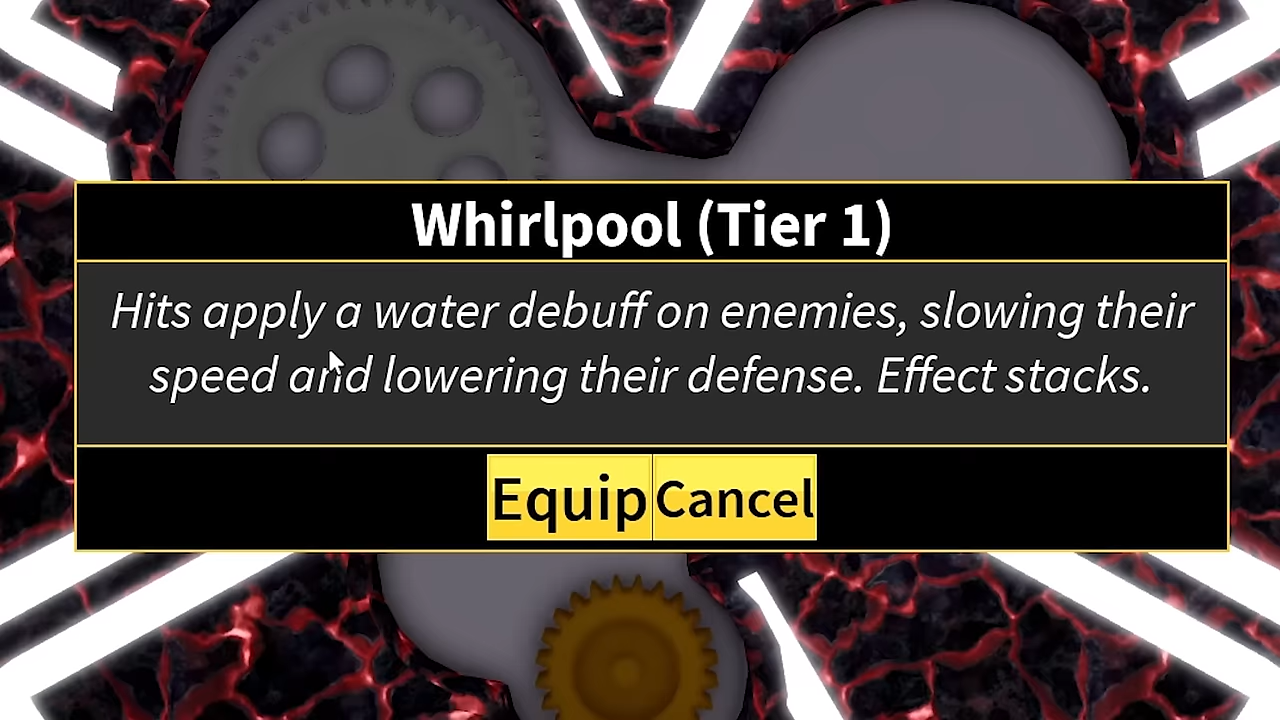 Whirlpool (Tier 1)
Hits apply a water debuff on enemies, slowing their
speed and lowering their defense. Effect stacks.
Equip Cancel